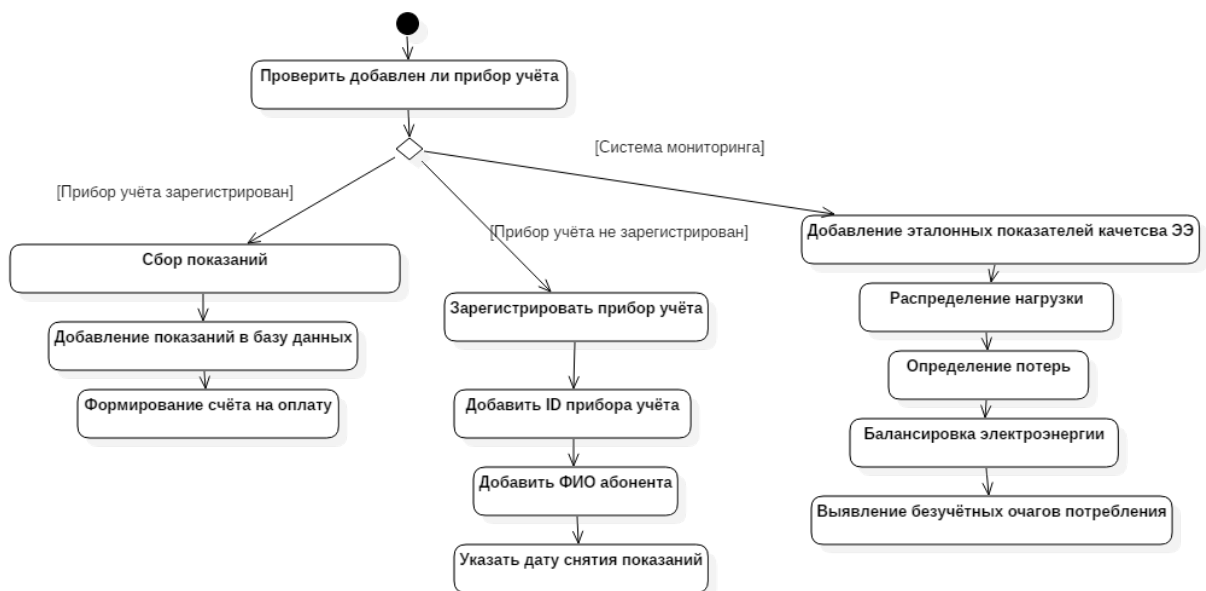 Проверить добавлен ли прибор учёта
[Система мониторинга]
[Прибор учёта зарегистрирован]
[Прибор учёта не зарегистрирован]
Добавление эталонных показателей качетсва ЭЭ
Сбор показаний
Распределение нагрузки
Зарегистрировать прибор учёта
Добавление показаний в базу данных
Определение потерь
Формирование счёта на оплату
Добавить ID прибора учёта
Балансировка электроэнергии
Добавить ФИО абонента
Выявление безучётных очагов потребления
Указать дату снятия показаний